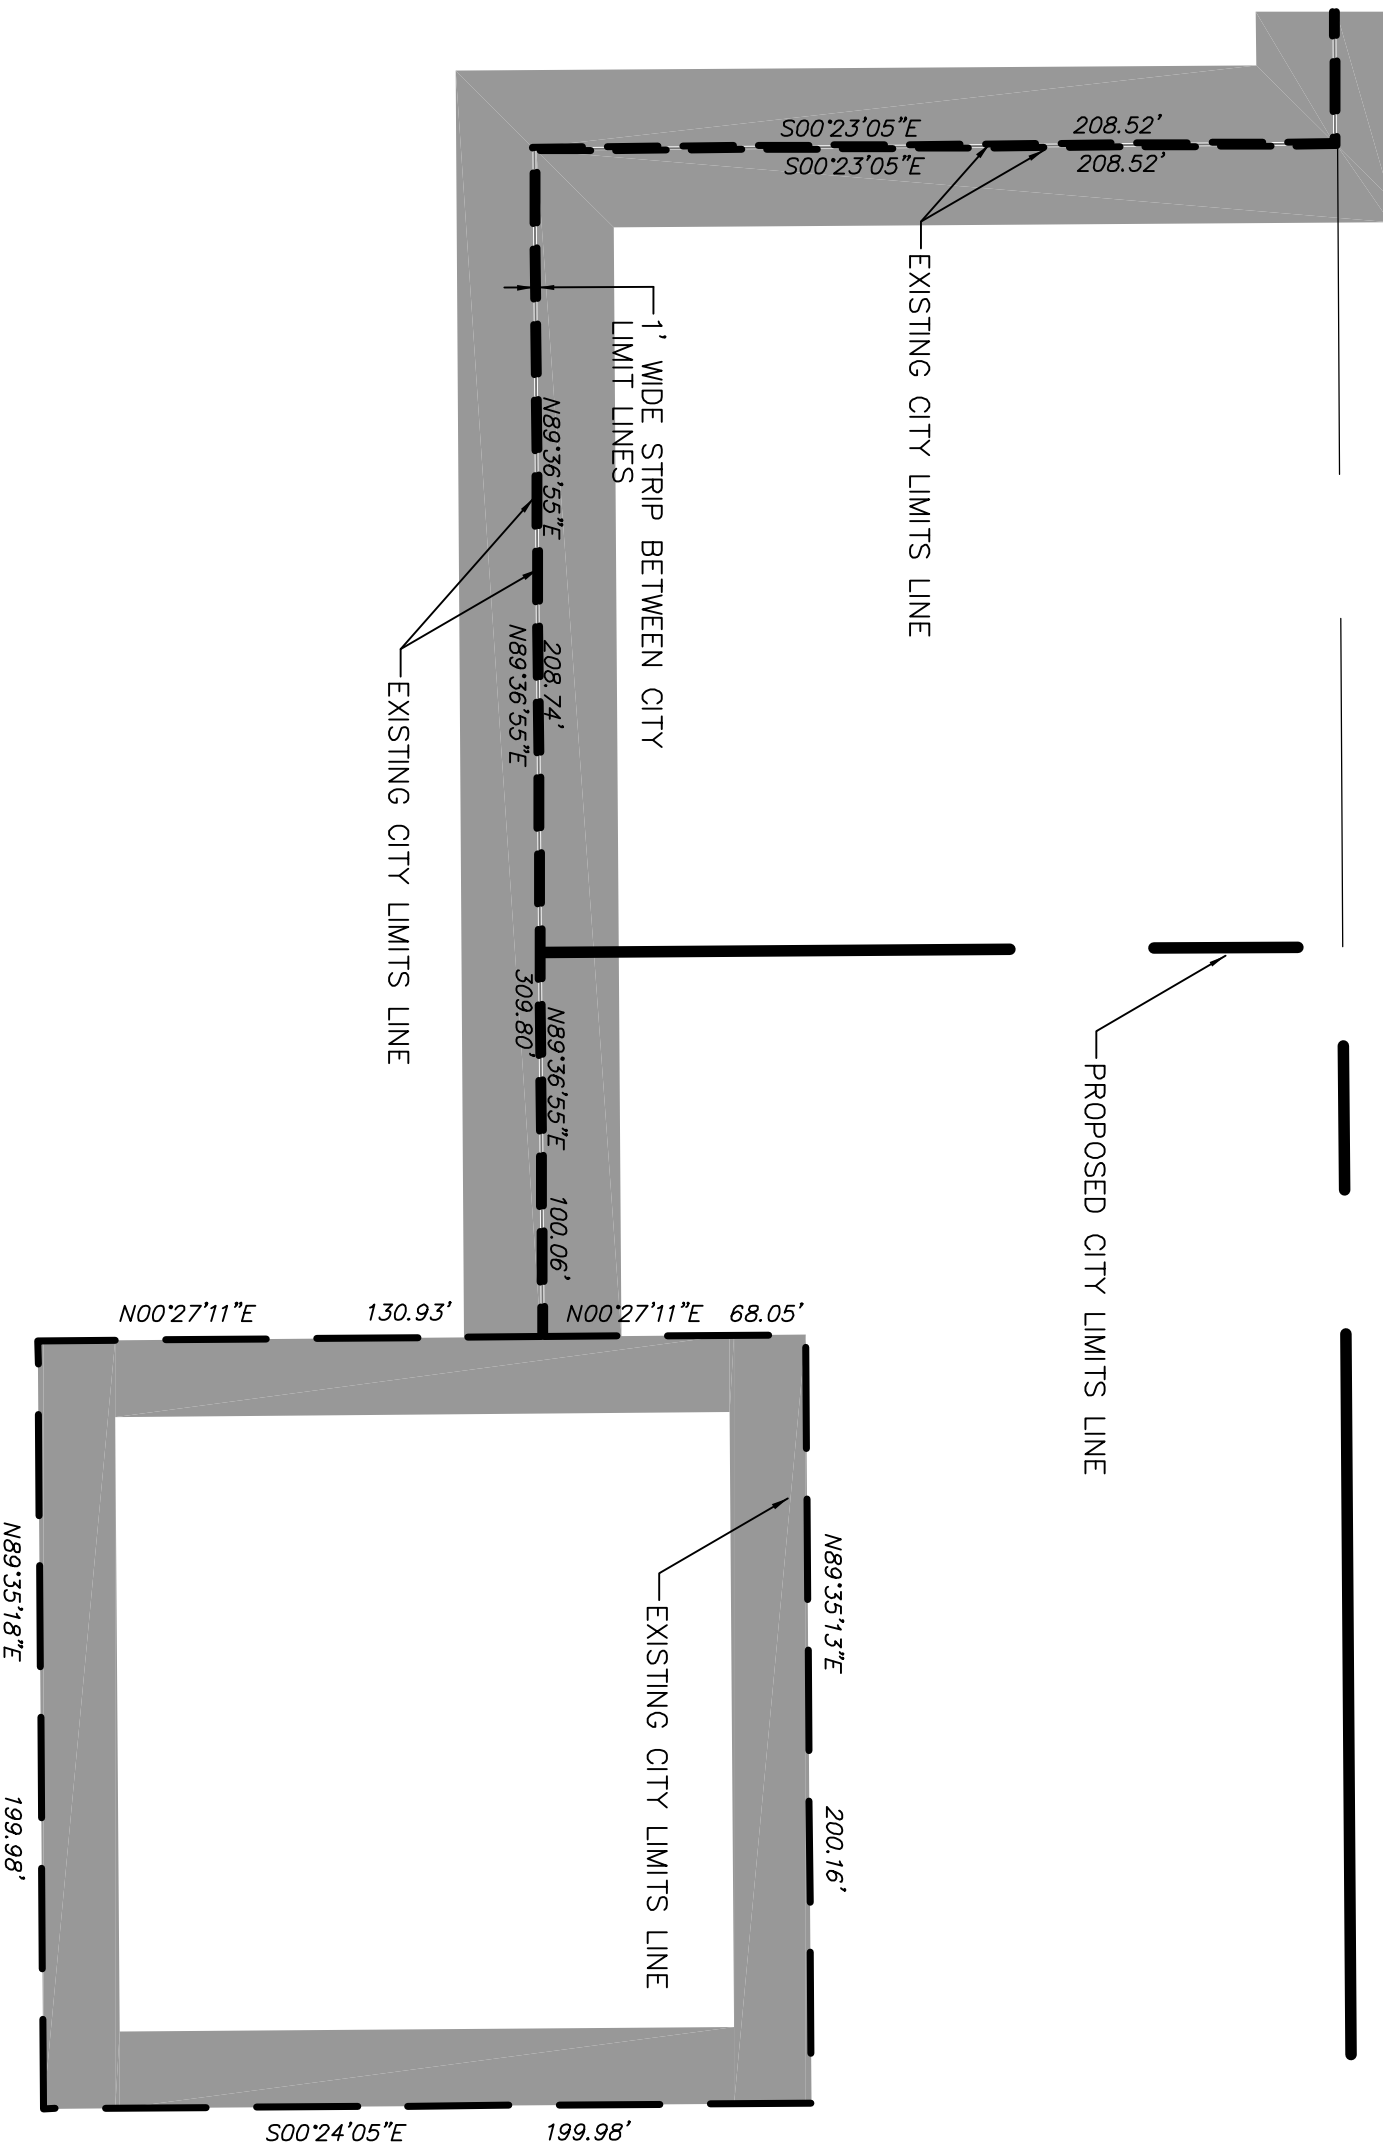 S00°23'05"E 208.52'
S00°23'05"E 208.52'
EXISTING CITY LIMITS LINE
1' WIDE STRIP BETWEEN CITY
LIMIT LINES
N89°36'55"E 208.74'
N89°36'55"E 309.80'
EXISTING CITY LIMITS LINE
N89°36'55"E 100.06'
PROPOSED CITY LIMITS LINE
N00°27'11"E 130.93'
N00°27'11"E 68.05'
N89°35'13"E 200.16'
EXISTING CITY LIMITS LINE
N89°35'18"E 199.98'
S00°24'05"E 199.98'